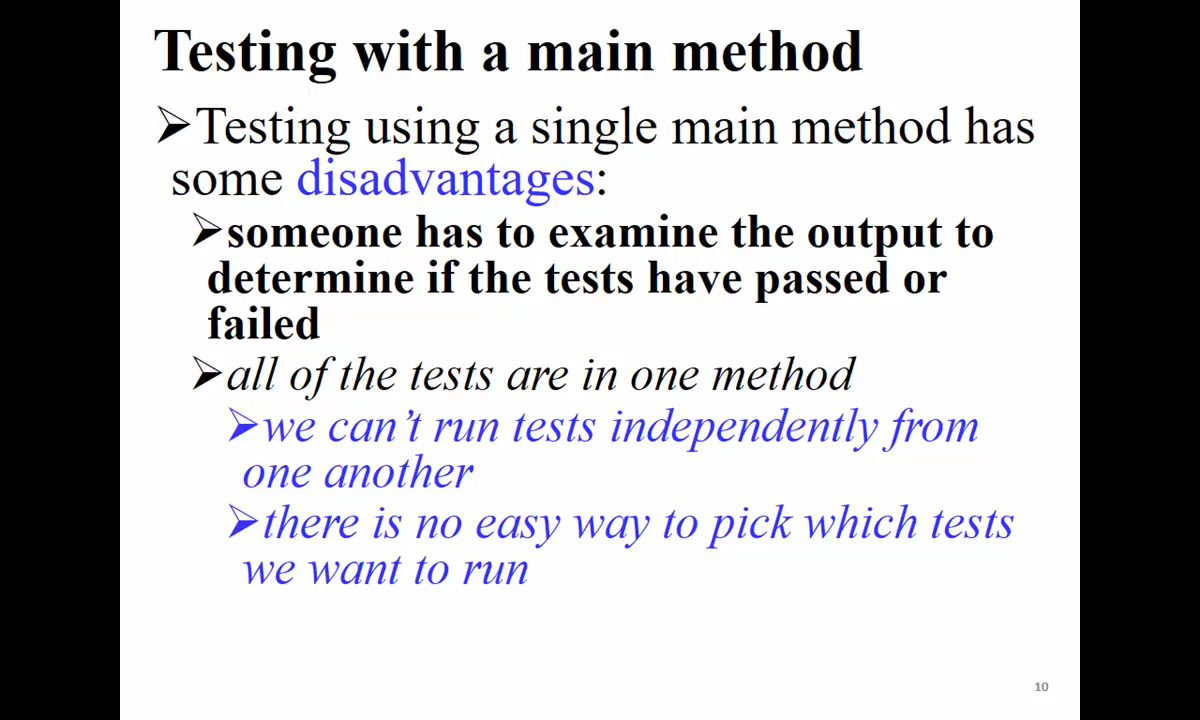 Testing with a main method
➢Testing using a single main method has
some disadvantages:
➢someone has to examine the output to
determine if the tests have passed or
failed
➢all of the tests are in one method
➢we can’t run tests independently from
one another
➢there is no easy way to pick which tests
we want to run
10